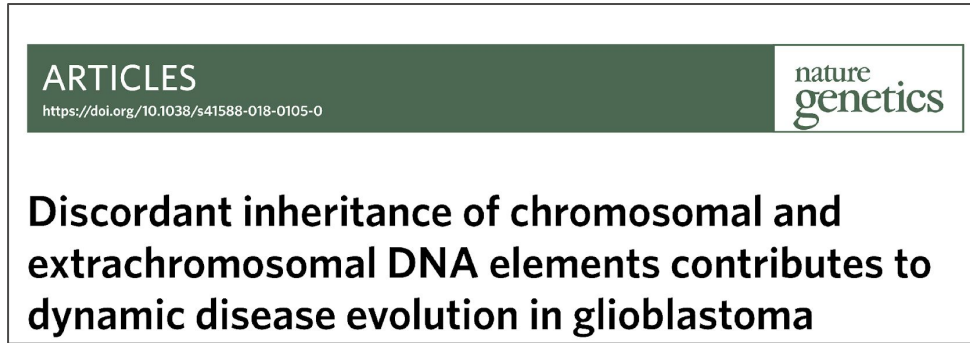 ARTICLES
https://doi.org/10.1038/s41588-018-0105-0
nature
genetics
Discordant inheritance of chromosomal and
extrachromosomal DNA elements contributes to
dynamic disease evolution in glioblastoma